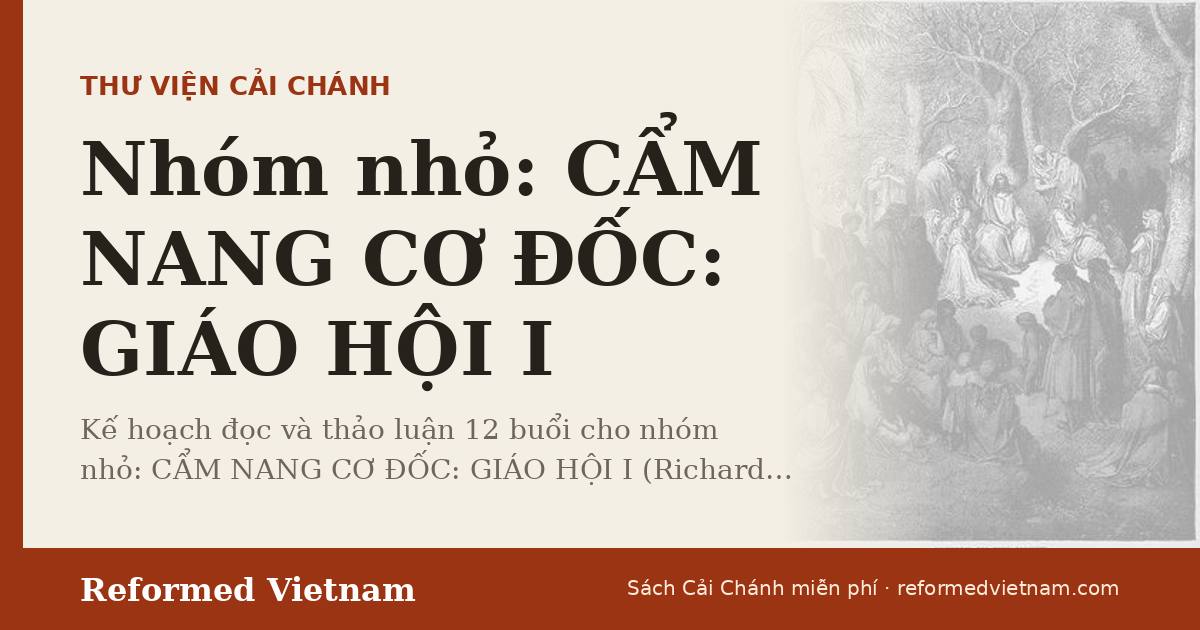 THƯ VIỆN CẢI CHÁNH
Nhóm nhỏ: CẨM
NANG CƠ ĐỐC:
GIÁO HỘI I
Kế hoạch đọc và thảo luận 12 buổi cho nhóm
nhỏ: CẨM NANG CƠ ĐỐC: GIÁO HỘI I (Richard…
Reformed Vietnam
Sách Cải Chánh miễn phí · reformedvietnam.com